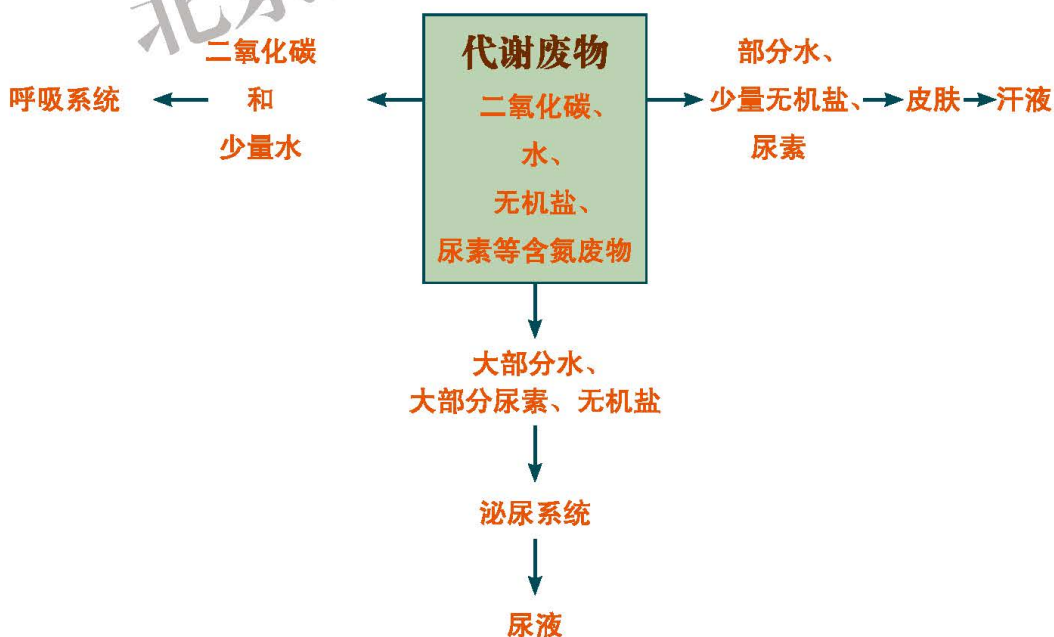 北京
代谢废物
二氧化碳、
水、
无机盐、
尿素等含氮废物
二氧化碳
和
少量水
呼吸系统
部分水、
少量无机盐、
尿素
皮肤
汗液
大部分水、
大部分尿素、无机盐
泌尿系统
尿液